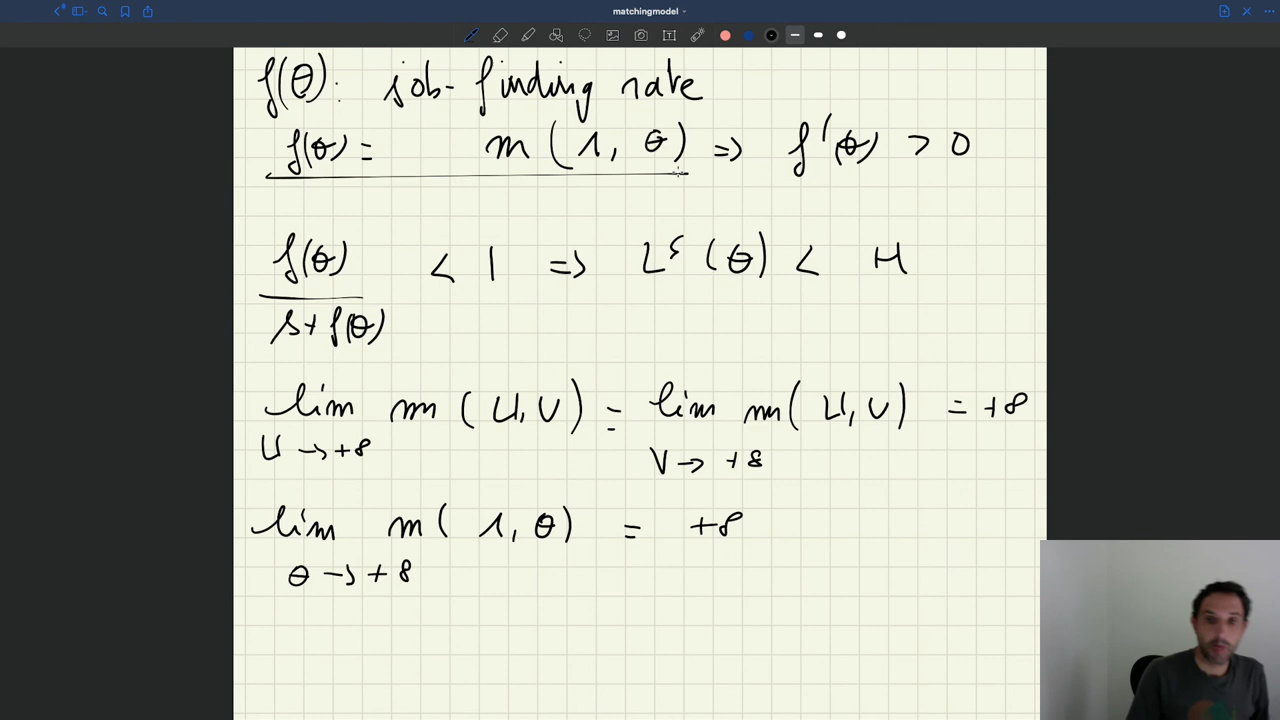 matchingmodel
f(θ): job-finding rate
f(θ) = m(1, θ) => f'(θ) > 0
f(θ) / s+f(θ) < 1 => L^s(θ) < H
lim m(U,V) = lim m(U,V) = +∞
U → +∞ V → +∞
lim m(1, θ) = +∞
θ → +∞